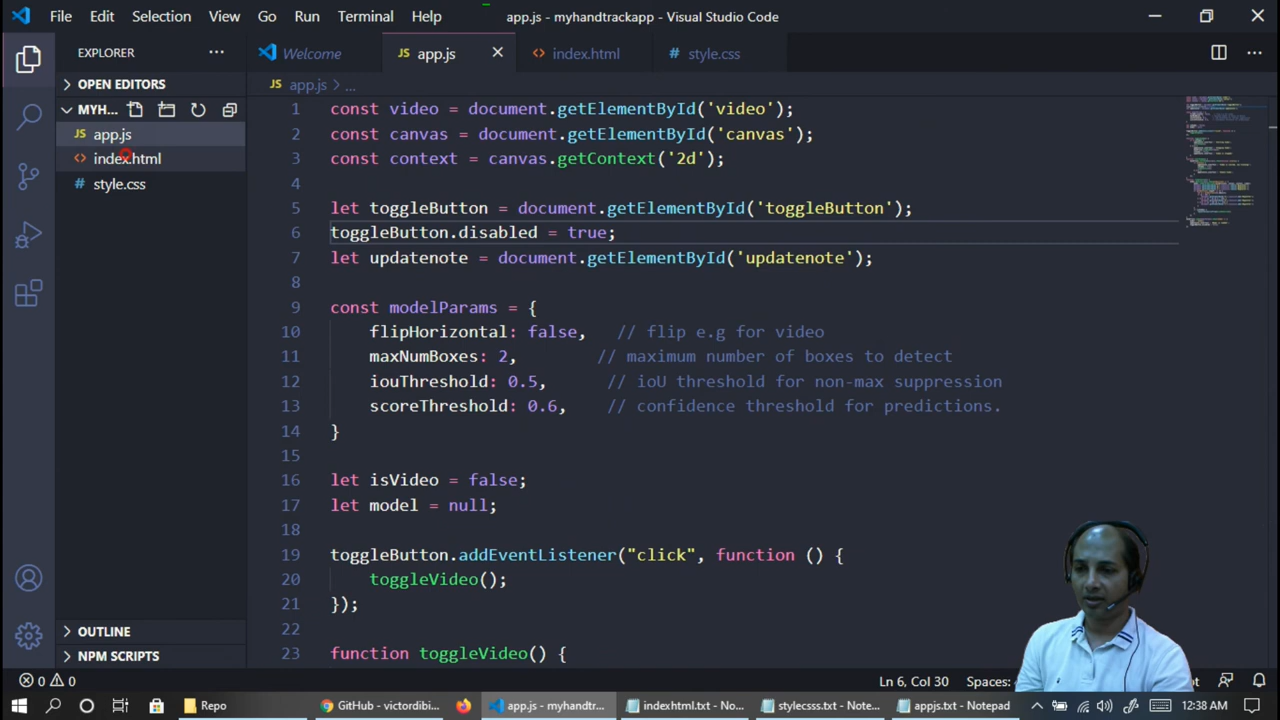 File Edit Selection View Go Run Terminal Help app.js - myhandtrackapp - Visual Studio Code
EXPLORER ···
Welcome
JS app.js
<> index.html
# style.css
OPEN EDITORS
MYH...
JS app.js
<> index.html
# style.css
JS app.js > ...
1 const video = document.getElementById('video');
2 const canvas = document.getElementById('canvas');
3 const context = canvas.getContext('2d');
4
5 let toggleButton = document.getElementById('toggleButton');
6 toggleButton.disabled = true;
7 let updatenote = document.getElementById('updatenote');
8
9 const modelParams = {
10 flipHorizontal: false, // flip e.g for video
11 maxNumBoxes: 2, // maximum number of boxes to detect
12 iouThreshold: 0.5, // ioU threshold for non-max suppression
13 scoreThreshold: 0.6, // confidence threshold for predictions.
14 }
15
16 let isVideo = false;
17 let model = null;
18
19 toggleButton.addEventListener("click", function () {
20 toggleVideo();
21 });
22
23 function toggleVideo() {
OUTLINE
NPM SCRIPTS
0 0 Ln 6, Col 30 Spaces:
Repo
GitHub - victordibi...
app.js - myhandtra...
indexhtml.txt - No...
stylecsss.txt - Note...
appjs.txt - Notepad
12:38 AM